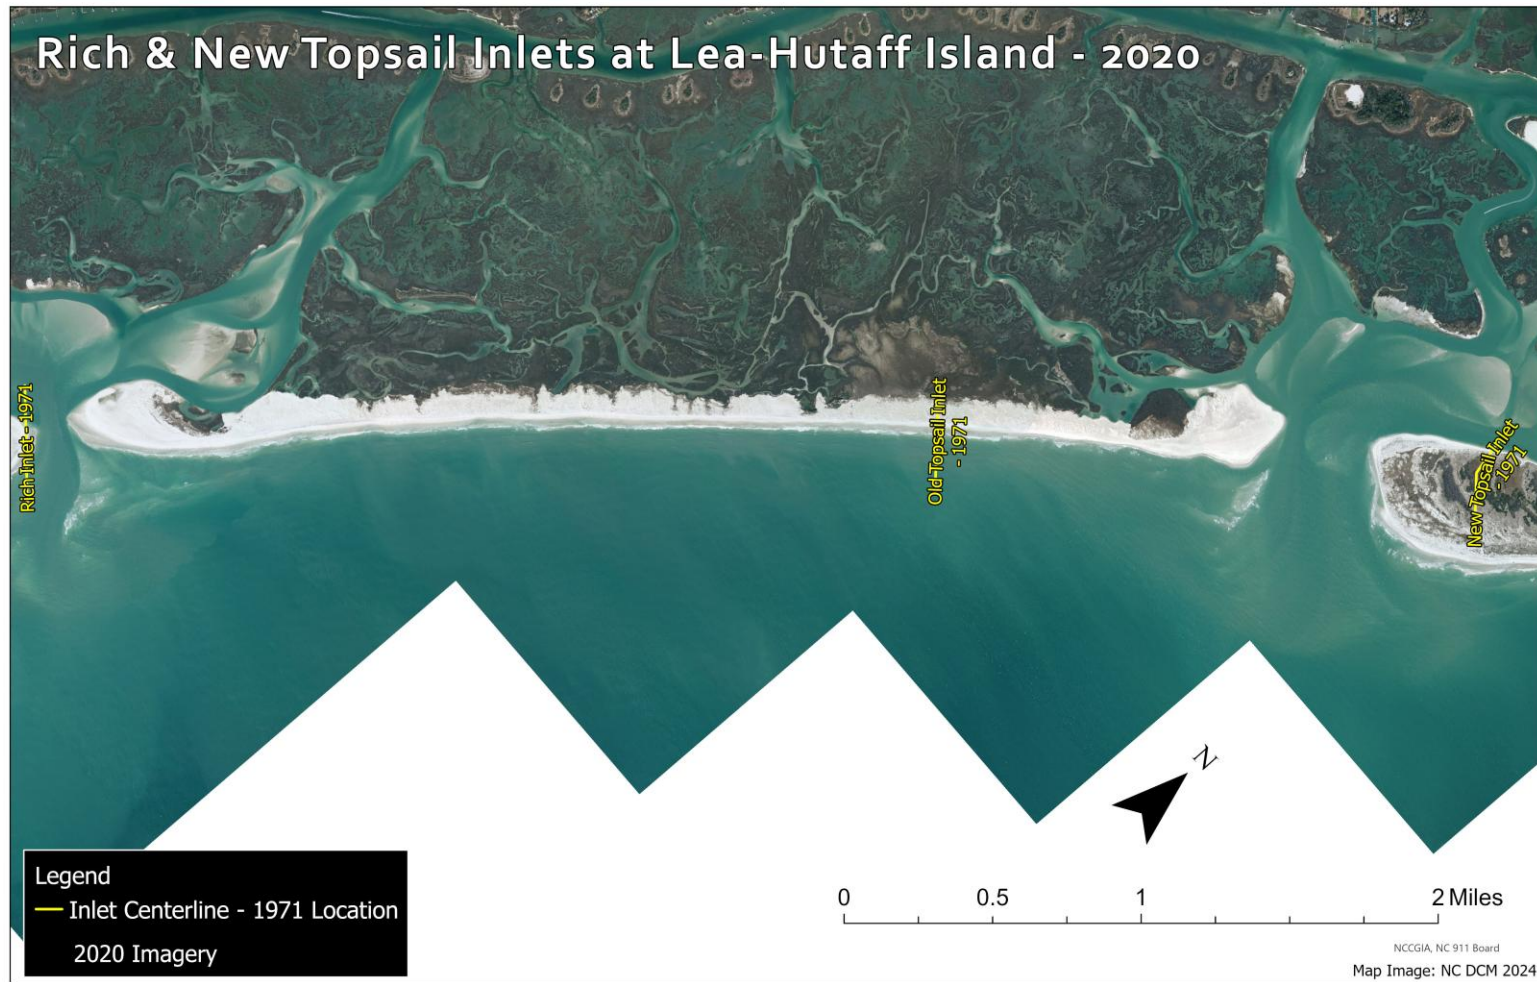 Rich & New Topsail Inlets at Lea-Hutaff Island - 2020
Rich Inlet - 1971
Old Topsail Inlet
- 1971
New Topsail Inlet
- 1971
N
Legend
Inlet Centerline - 1971 Location
2020 Imagery
0 0.5 1 2 Miles
NCCGIA, NC 911 Board
Map Image: NC DCM 2024